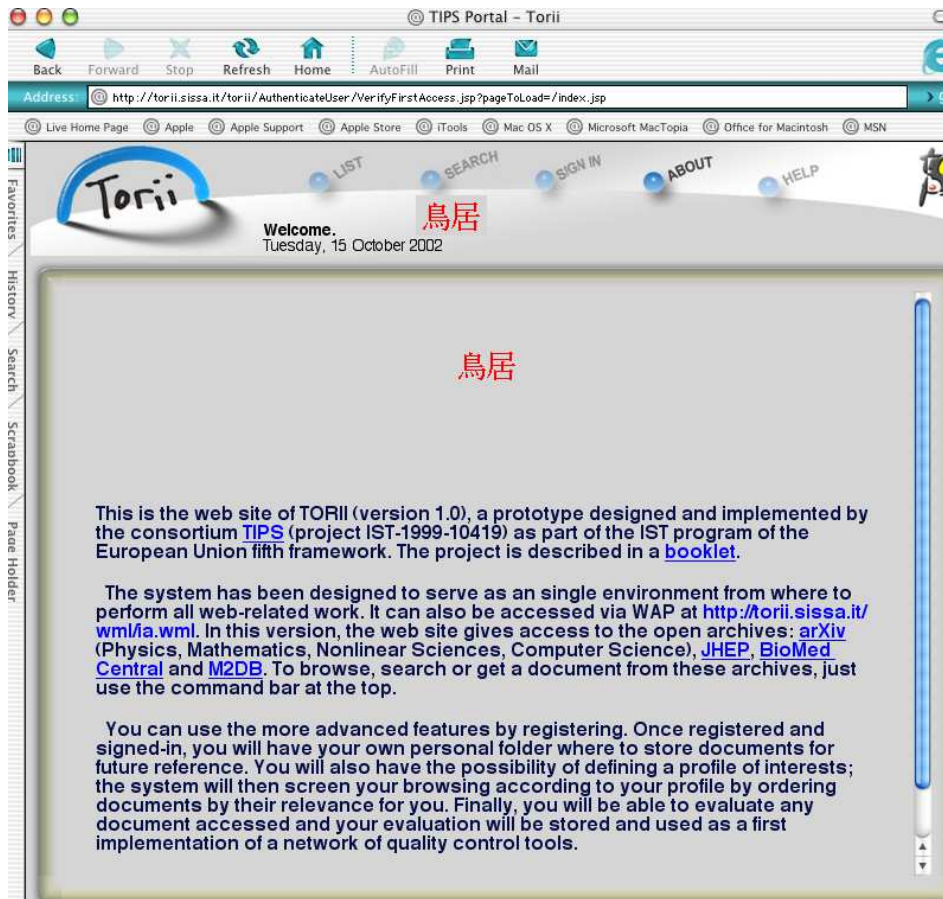 TIPS Portal – Torii
Back Forward Stop Refresh Home AutoFill Print Mail
Address: http://torii.sissa.it/torii/AuthenticateUser/VerifyFirstAccess.jsp?pageToLoad=/index.jsp
Live Home Page Apple Apple Support Apple Store iTools Mac OS X Microsoft MacTopia Office for Macintosh MSN
Favorites
History
Search
Scrapbook
Page Holder
Torii
LIST SEARCH SIGN IN ABOUT HELP
鳥居
Welcome.
Tuesday, 15 October 2002
鳥居
This is the web site of TORII (version 1.0), a prototype designed and implemented by
the consortium TIPS (project IST-1999-10419) as part of the IST program of the
European Union fifth framework. The project is described in a booklet.
The system has been designed to serve as an single environment from where to
perform all web-related work. It can also be accessed via WAP at http://torii.sissa.it/
wml/ia.wml. In this version, the web site gives access to the open archives: arXiv
(Physics, Mathematics, Nonlinear Sciences, Computer Science), JHEP, BioMed
Central and M2DB. To browse, search or get a document from these archives, just
use the command bar at the top.
You can use the more advanced features by registering. Once registered and
signed-in, you will have your own personal folder where to store documents for
future reference. You will also have the possibility of defining a profile of interests;
the system will then screen your browsing according to your profile by ordering
documents by their relevance for you. Finally, you will be able to evaluate any
document accessed and your evaluation will be stored and used as a first
implementation of a network of quality control tools.